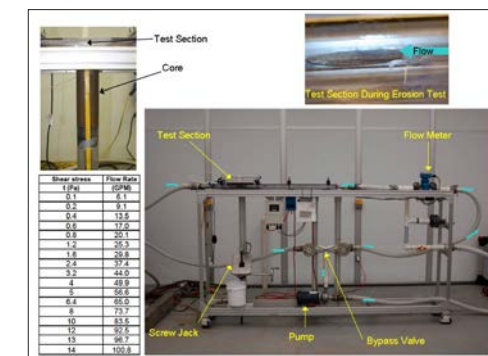 Test Section
Core
Flow
Test Section During Erosion Test
Test Section
Flow Meter
Shear stress Flow Rate
τ (Pa) (GPM)
0.1 6.1
0.2 9.1
0.4 13.5
0.6 17.0
0.8 20.1
1.2 25.3
1.6 29.8
2.4 37.4
3.2 44.0
4 49.9
5 56.6
6.4 65.0
8 73.7
10 83.5
12 92.5
13 96.7
14 100.8
Screw Jack
Pump
Bypass Valve